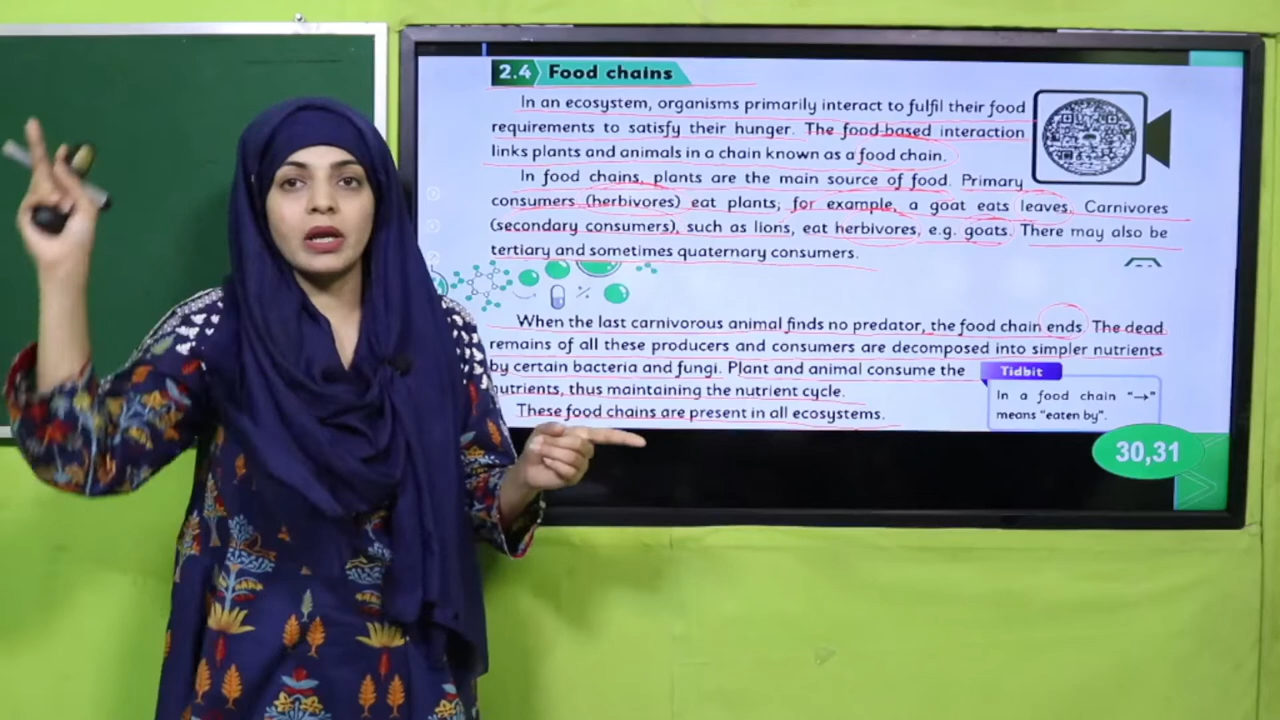 2.4 Food chains
In an ecosystem, organisms primarily interact to fulfil their food
requirements to satisfy their hunger. The food-based interaction
links plants and animals in a chain known as a food chain.
In food chains, plants are the main source of food. Primary
consumers (herbivores) eat plants; for example, a goat eats leaves. Carnivores
(secondary consumers), such as lions, eat herbivores, e.g. goats. There may also be
tertiary and sometimes quaternary consumers.
When the last carnivorous animal finds no predator, the food chain ends. The dead
remains of all these producers and consumers are decomposed into simpler nutrients
by certain bacteria and fungi. Plant and animal consume the
nutrients, thus maintaining the nutrient cycle.
These food chains are present in all ecosystems.
Tidbit
In a food chain "→"
means "eaten by".
30,31